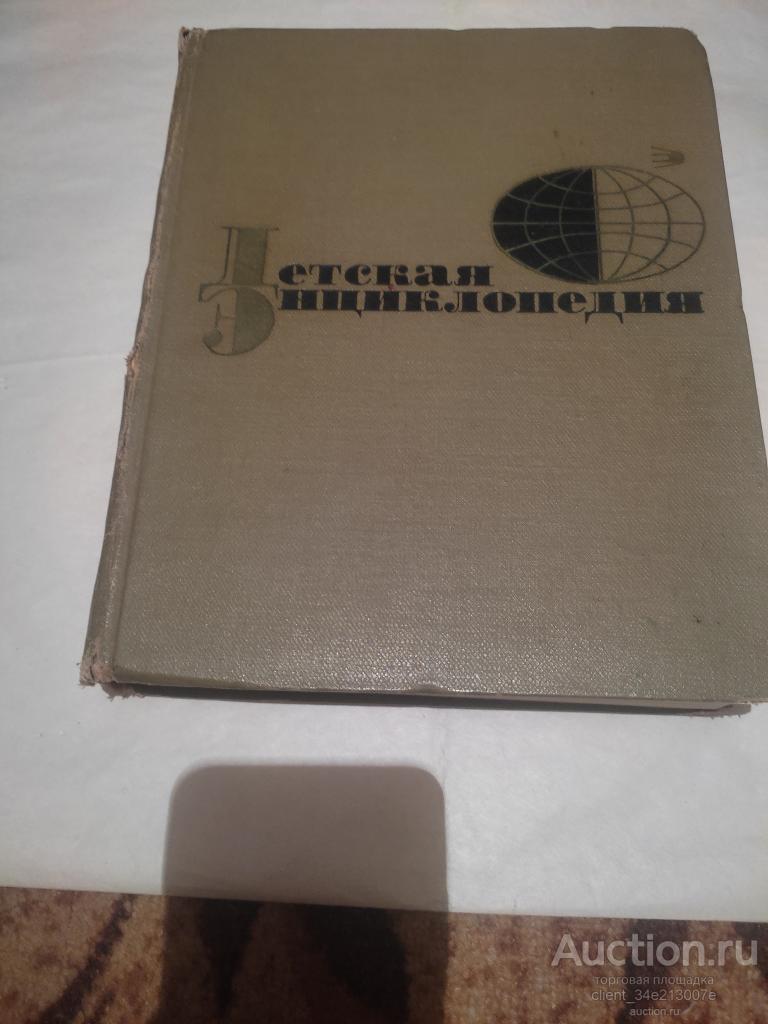 Детская
Энциклопедия
Auction.ru
торговая площадка
client_34e213007e
auction.ru